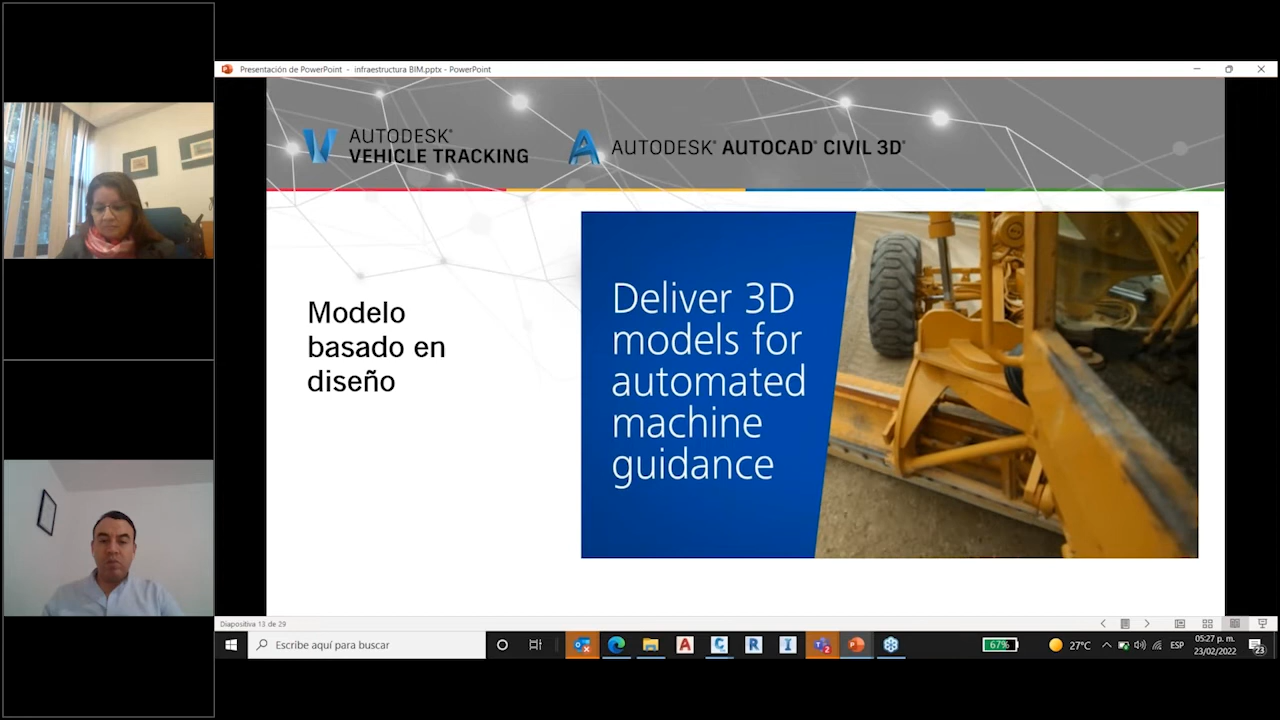 Presentación de PowerPoint - infraestructura BIM.pptx - PowerPoint
AUTODESK®
VEHICLE TRACKING
AUTODESK® AUTOCAD® CIVIL 3D®
Modelo
basado en
diseño
Deliver 3D
models for
automated
machine
guidance
Diapositiva 13 de 29
Escribe aquí para buscar
67%
27°C
ESP
05:27 p. m.
23/02/2022
23